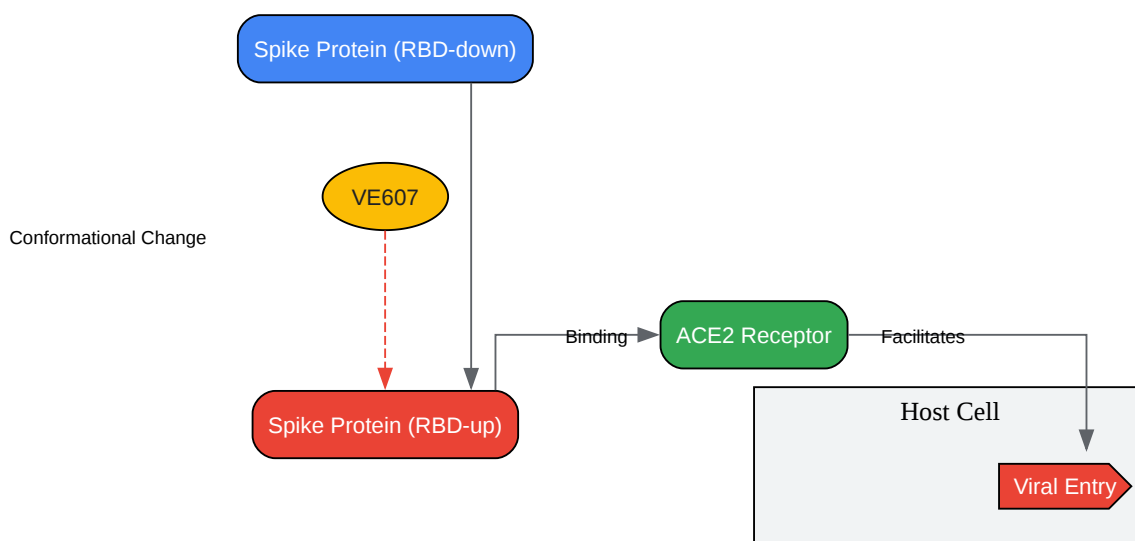 Spike Protein (RBD-down)
VE607
Conformational Change
Binding
ACE2 Receptor
Facilitates
Spike Protein (RBD-up)
Host Cell
Viral Entry